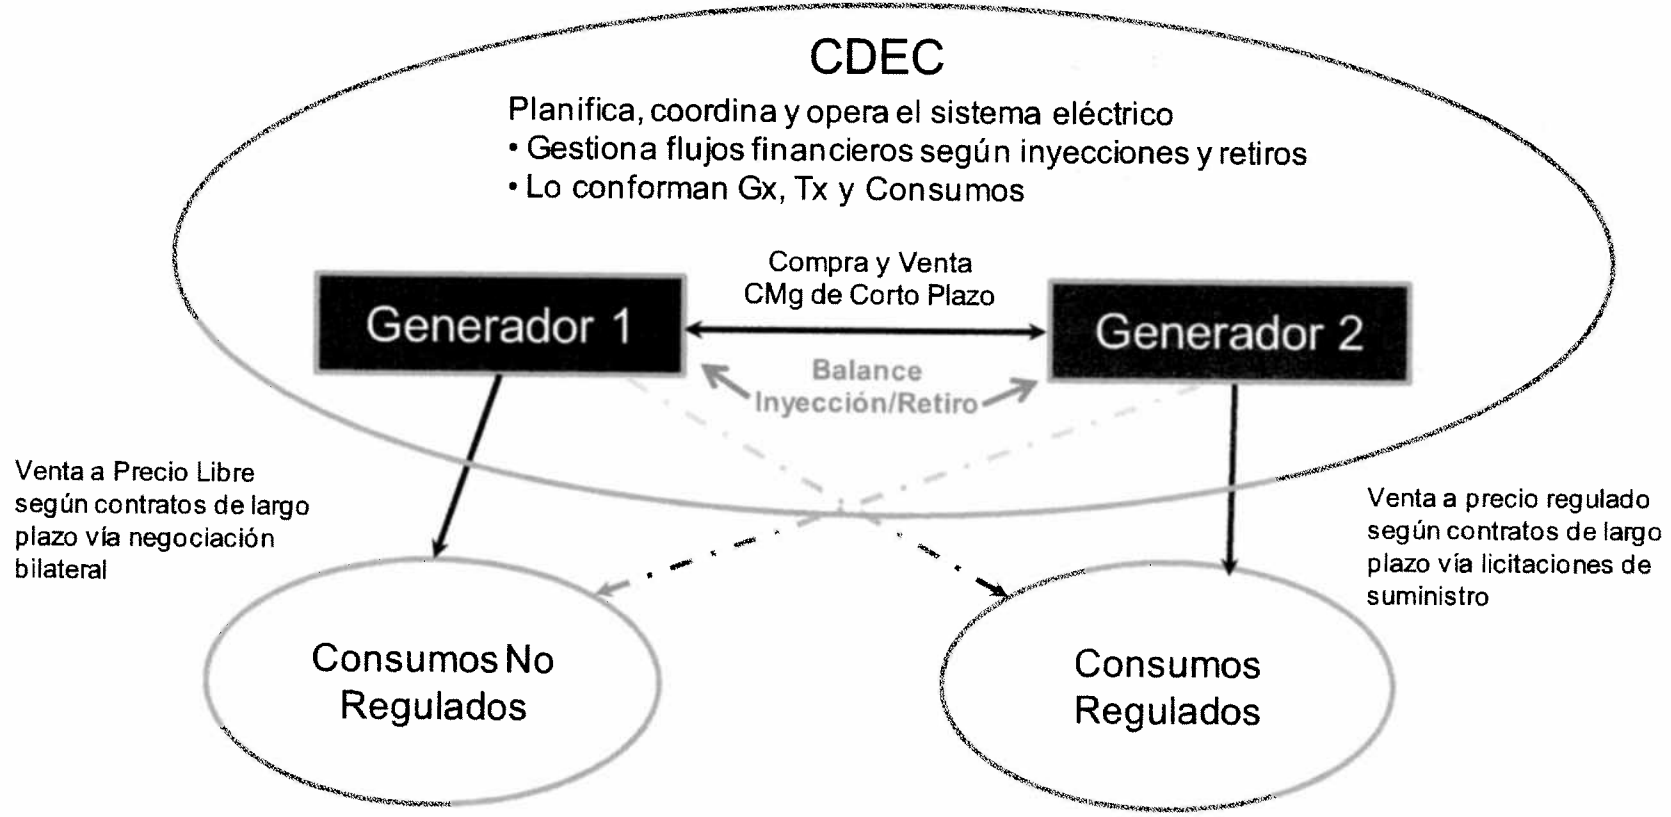 CDEC
Planifica, coordina y opera el sistema eléctrico
• Gestiona flujos financieros según inyecciones y retiros
• Lo conforman Gx, Tx y Consumos
Compra y Venta
CMg de Corto Plazo
Generador 1
Generador 2
Balance
Inyección/Retiro
Venta a Precio Libre
según contratos de largo
plazo vía negociación
bilateral
Venta a precio regulado
según contratos de largo
plazo vía licitaciones de
suministro
Consumos No
Regulados
Consumos
Regulados